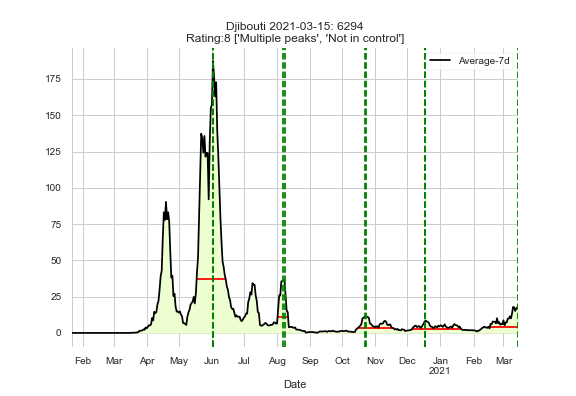 Djibouti 2021-03-15: 6294
Rating:8 ['Multiple peaks', 'Not in control']
Average-7d
175
150
125
100
75
50
25
0
Feb Mar Apr May Jun Jul Aug Sep Oct Nov Dec Jan Feb Mar
2021
Date